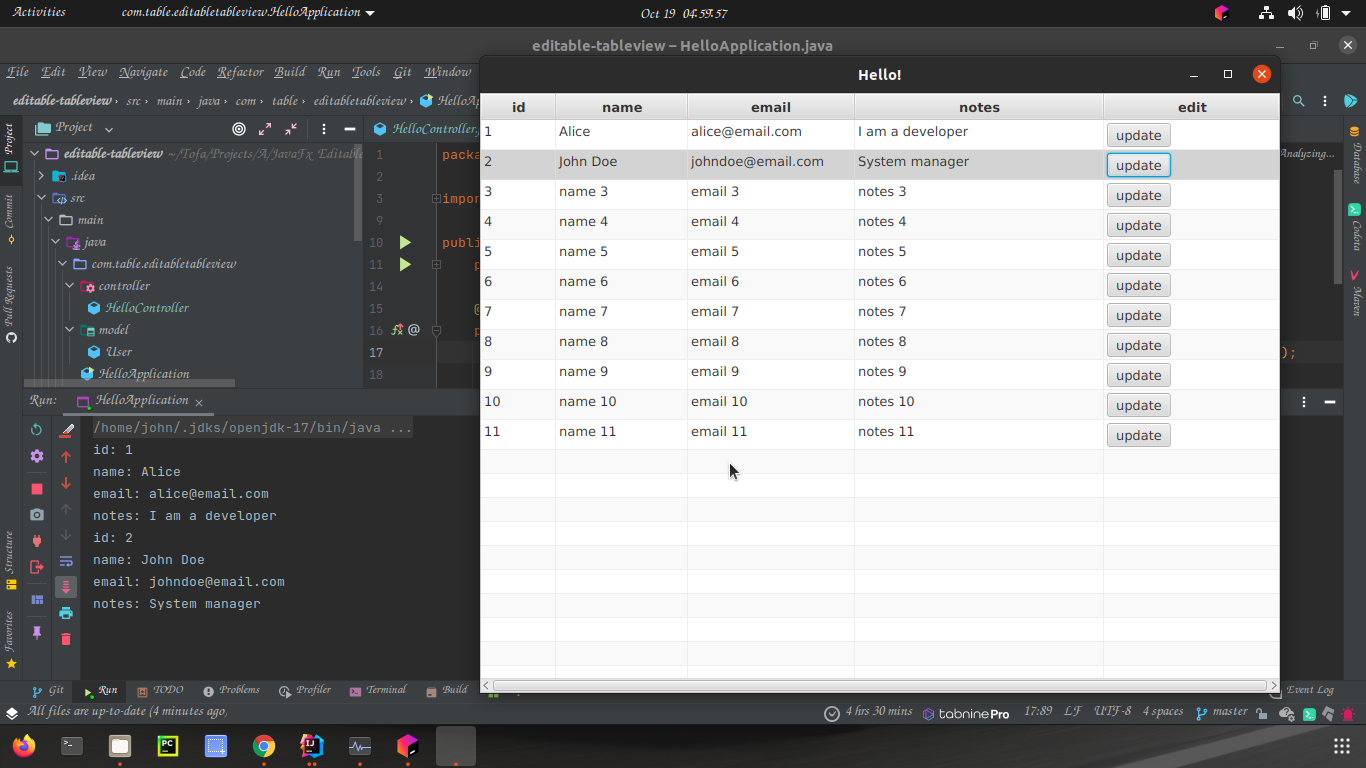 Activities com.table.editabletableview.HelloApplication Oct 19 04:59:57
editable-tableview – HelloApplication.java
File Edit View Navigate Code Refactor Build Run Tools Git Window
Hello!
editable-tableview › src › main › java › com › table › editabletableview › HelloAp
id name email notes edit
1 Alice alice@email.com I am a developer update
2 John Doe johndoe@email.com System manager update
3 name 3 email 3 notes 3 update
4 name 4 email 4 notes 4 update
5 name 5 email 5 notes 5 update
6 name 6 email 6 notes 6 update
7 name 7 email 7 notes 7 update
8 name 8 email 8 notes 8 update
9 name 9 email 9 notes 9 update
10 name 10 email 10 notes 10 update
11 name 11 email 11 notes 11 update
Project
Commit
Pull Requests
Structure
Favorites
Project
editable-tableview ~/Tofa/Projects/A/JavaFx Editable
.idea
src
main
java
com.table.editabletableview
controller
HelloController
model
User
HelloApplication
HelloController.
1 packa
3 impor
9
10 publi
11 p
14
15 @
16 p
17 );
18
Analyzing...
Database
Codota
Maven
Run: HelloApplication
/home/john/.jdks/openjdk-17/bin/java ...
id: 1
name: Alice
email: alice@email.com
notes: I am a developer
id: 2
name: John Doe
email: johndoe@email.com
notes: System manager
Git Run TODO Problems Profiler Terminal Build Event Log
All files are up-to-date (4 minutes ago) 4 hrs 30 mins tabnine Pro 17:89 LF UTF-8 4 spaces master
PC
IJ